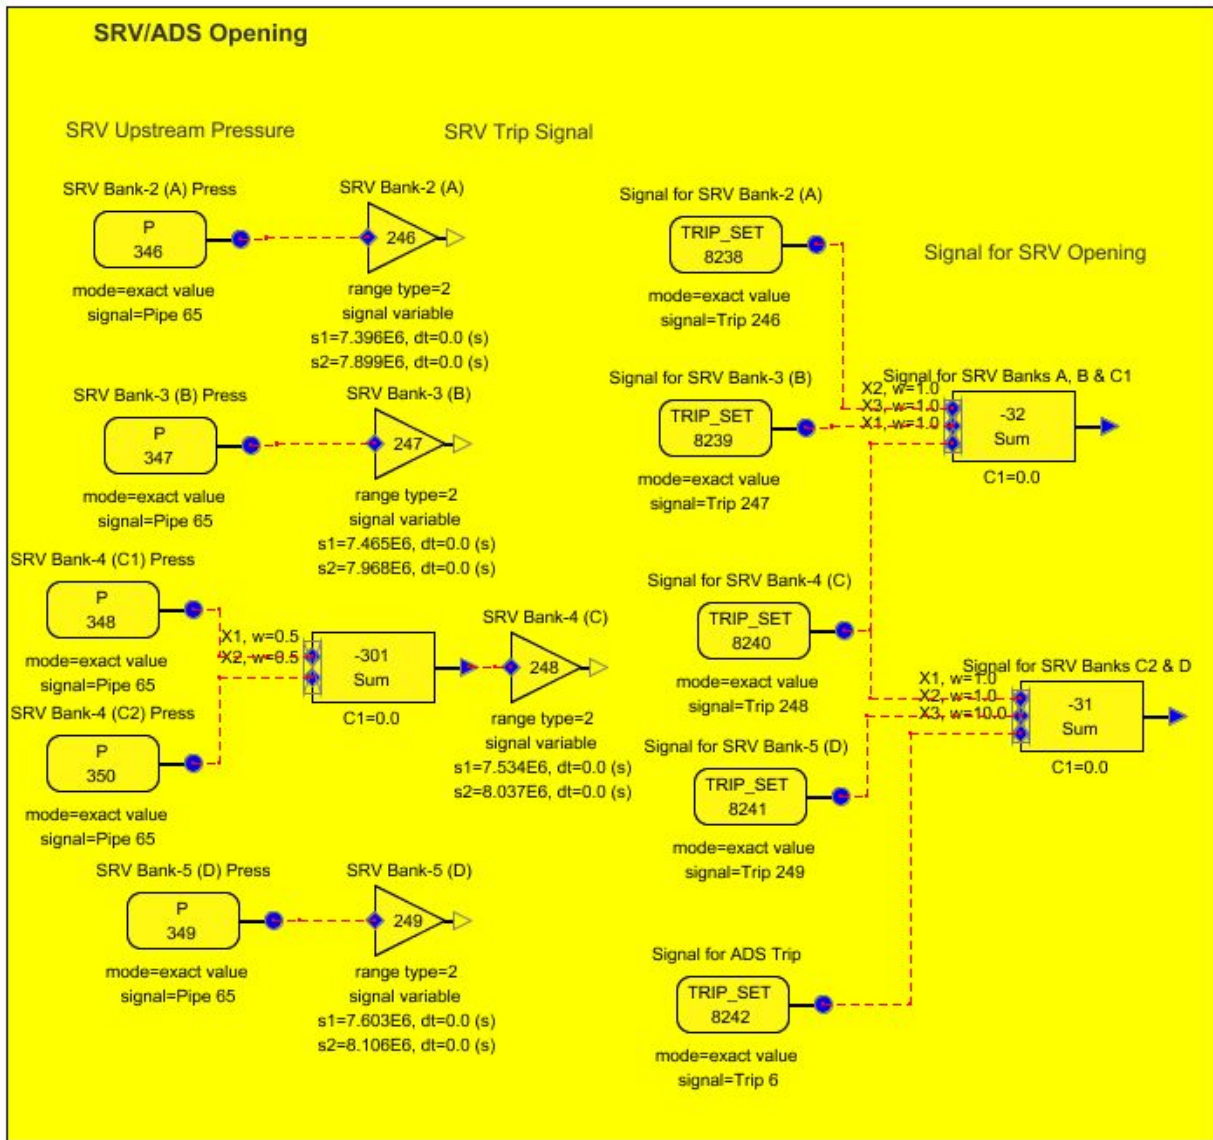 SRV/ADS Opening
SRV Upstream Pressure
SRV Trip Signal
SRV Bank-2 (A) Press
P
346
mode=exact value
signal=Pipe 65
SRV Bank-2 (A)
246
range type=2
signal variable
s1=7.396E6, dt=0.0 (s)
s2=7.899E6, dt=0.0 (s)
SRV Bank-3 (B) Press
P
347
mode=exact value
signal=Pipe 65
SRV Bank-3 (B)
247
range type=2
signal variable
s1=7.465E6, dt=0.0 (s)
s2=7.968E6, dt=0.0 (s)
SRV Bank-4 (C1) Press
P
348
mode=exact value
signal=Pipe 65
SRV Bank-4 (C2) Press
P
350
mode=exact value
signal=Pipe 65
X1, w=0.5
X2, w=0.5
-301
Sum
C1=0.0
SRV Bank-4 (C)
248
range type=2
signal variable
s1=7.534E6, dt=0.0 (s)
s2=8.037E6, dt=0.0 (s)
SRV Bank-5 (D) Press
P
349
mode=exact value
signal=Pipe 65
SRV Bank-5 (D)
249
range type=2
signal variable
s1=7.603E6, dt=0.0 (s)
s2=8.106E6, dt=0.0 (s)
Signal for SRV Bank-2 (A)
TRIP_SET
8238
mode=exact value
signal=Trip 246
Signal for SRV Opening
Signal for SRV Bank-3 (B)
TRIP_SET
8239
mode=exact value
signal=Trip 247
Signal for SRV Banks A, B & C1
X2, w=1.0
X3, w=1.0
X1, w=1.0
-32
Sum
C1=0.0
Signal for SRV Bank-4 (C)
TRIP_SET
8240
mode=exact value
signal=Trip 248
Signal for SRV Banks C2 & D
X1, w=1.0
X2, w=1.0
X3, w=10.0
-31
Sum
C1=0.0
Signal for SRV Bank-5 (D)
TRIP_SET
8241
mode=exact value
signal=Trip 249
Signal for ADS Trip
TRIP_SET
8242
mode=exact value
signal=Trip 6